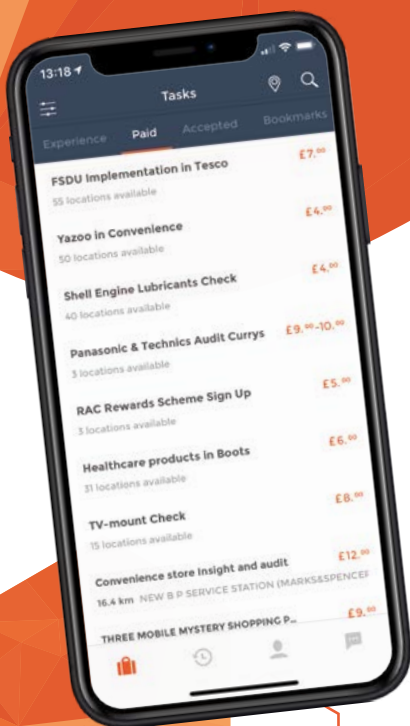 13:18
Tasks
Experience Paid Accepted Bookmarks
FSDU Implementation in Tesco £7.00
55 locations available
Yazoo in Convenience £4.00
50 locations available
Shell Engine Lubricants Check £4.00
40 locations available
Panasonic & Technics Audit Currys £9.00-10.00
3 locations available
RAC Rewards Scheme Sign Up £5.00
3 locations available
Healthcare products in Boots £6.00
31 locations available
TV-mount Check £8.00
15 locations available
Convenience store Insight and audit £12.00
16.4 km NEW B P SERVICE STATION (MARKS&SPENCER
THREE MOBILE MYSTERY SHOPPING P... £9.00